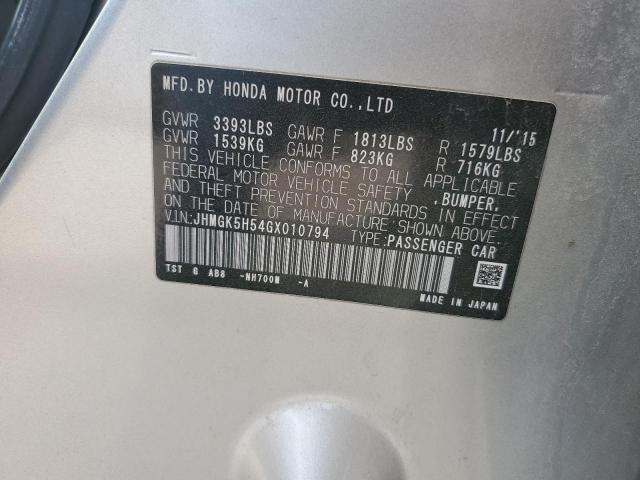 MFD.BY HONDA MOTOR CO.,LTD
11/'15
GVWR 3393LBS GAWR F 1813LBS R 1579LBS
GVWR 1539KG GAWR F 823KG R 716KG
THIS VEHICLE CONFORMS TO ALL APPLICABLE
FEDERAL MOTOR VEHICLE SAFETY ,BUMPER,
AND THEFT PREVENTION STANDARDS IN EFFECT
ON THE DATE OF MANUFACTURE SHOWN ABOVE.
V.I.N:JHMGK5H54GX010794 TYPE:PASSENGER CAR
TST G AB8 -NH700M -A
MADE IN JAPAN